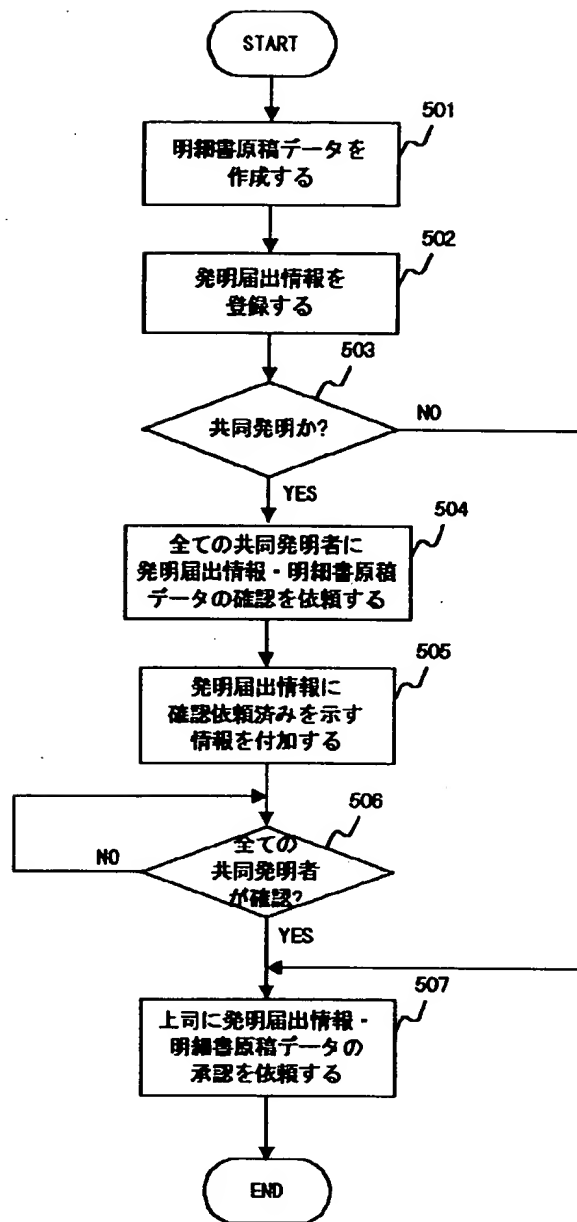 START
501
明細書原稿データを
作成する
502
発明届出情報を
登録する
503
共同発明か?
NO
YES
504
全ての共同発明者に
発明届出情報・明細書原稿
データの確認を依頼する
505
発明届出情報に
確認依頼済みを示す
情報を付加する
506
全ての
共同発明者
が確認?
NO
YES
507
上司に発明届出情報・
明細書原稿データの
承認を依頼する
END